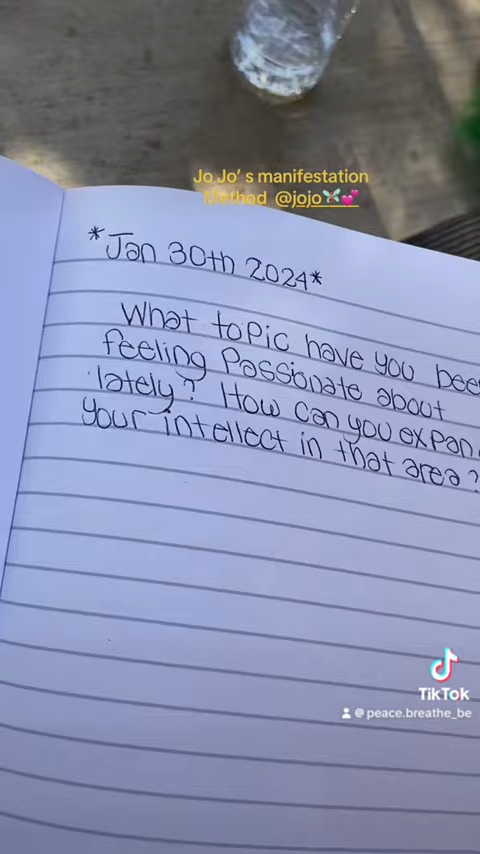 Jo Jo' s manifestation
Method @jojo🧚💕
*Jan 30th 2024*
What topic have you bee
feeling Passionate about
lately? How can you expan
your intellect in that area?
TikTok
@peace.breathe_be